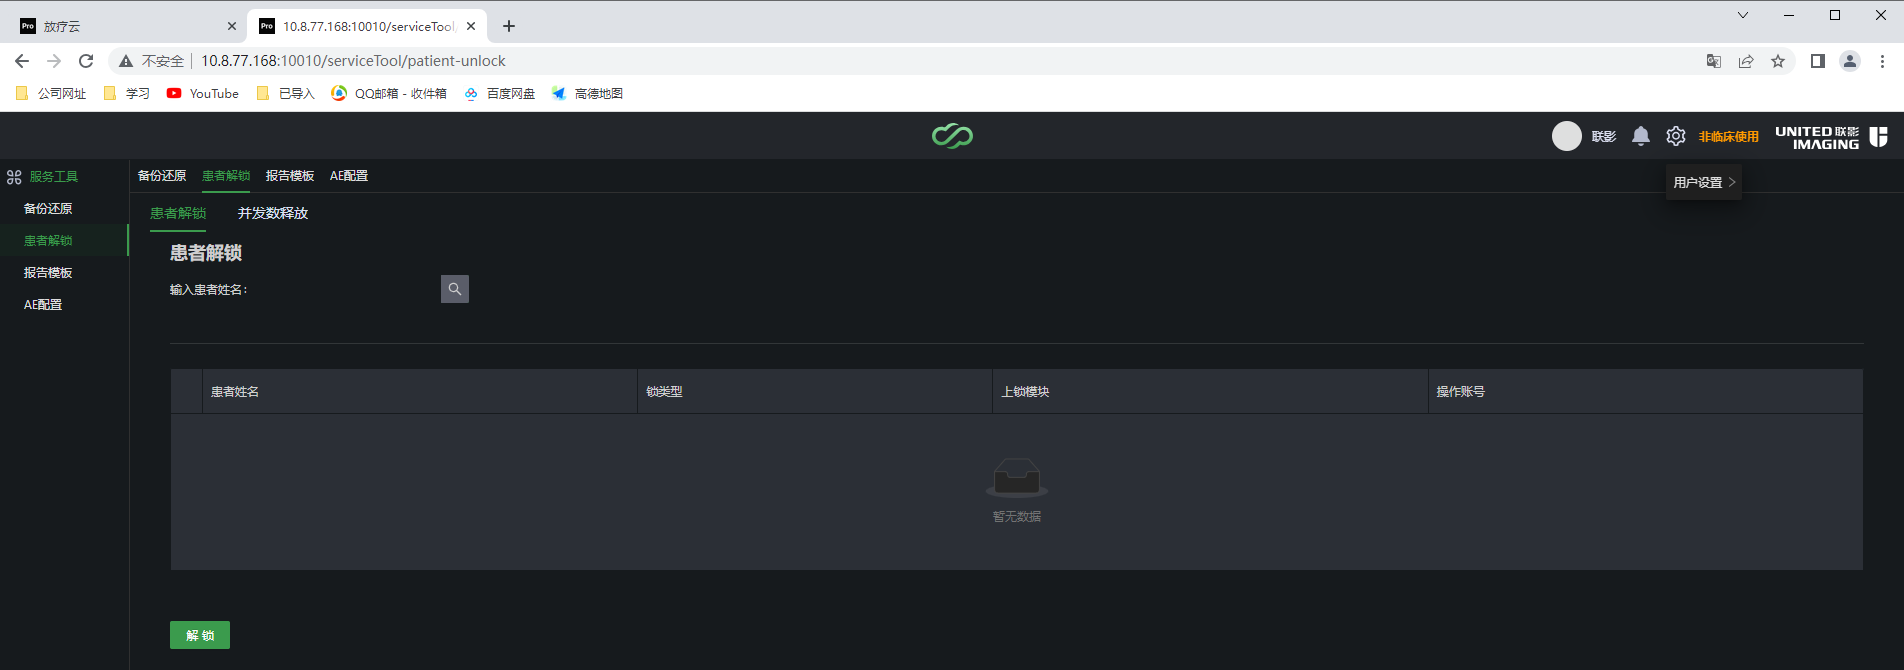 Pro 放疗云
Pro 10.8.77.168:10010/serviceTool/
不安全 10.8.77.168:10010/serviceTool/patient-unlock
公司网址 学习 YouTube 已导入 QQ邮箱 - 收件箱 百度网盘 高德地图
联影 非临床使用 UNITED 联影 IMAGING
用户设置
服务工具
备份还原
患者解锁
报告模板
AE配置
备份还原 患者解锁 报告模板 AE配置
患者解锁 并发数释放
患者解锁
输入患者姓名：
患者姓名 锁类型 上锁模块 操作账号
暂无数据
解 锁